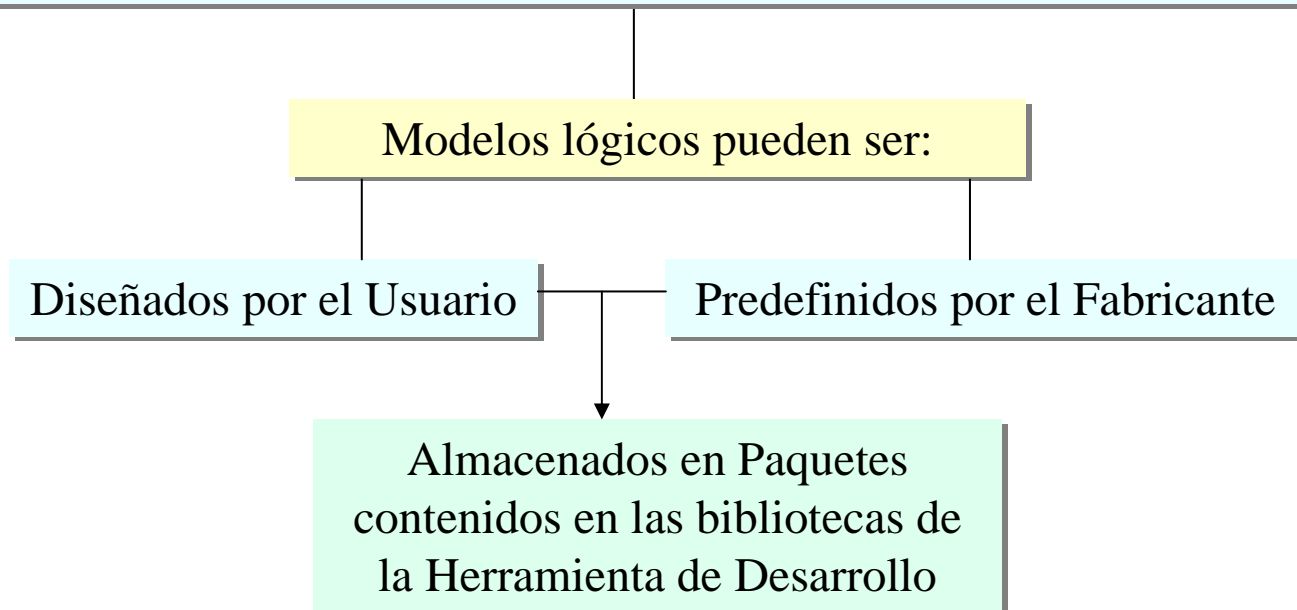 Modelos lógicos pueden ser:
Diseñados por el Usuario
Predefinidos por el Fabricante
Almacenados en Paquetes
contenidos en las bibliotecas de
la Herramienta de Desarrollo